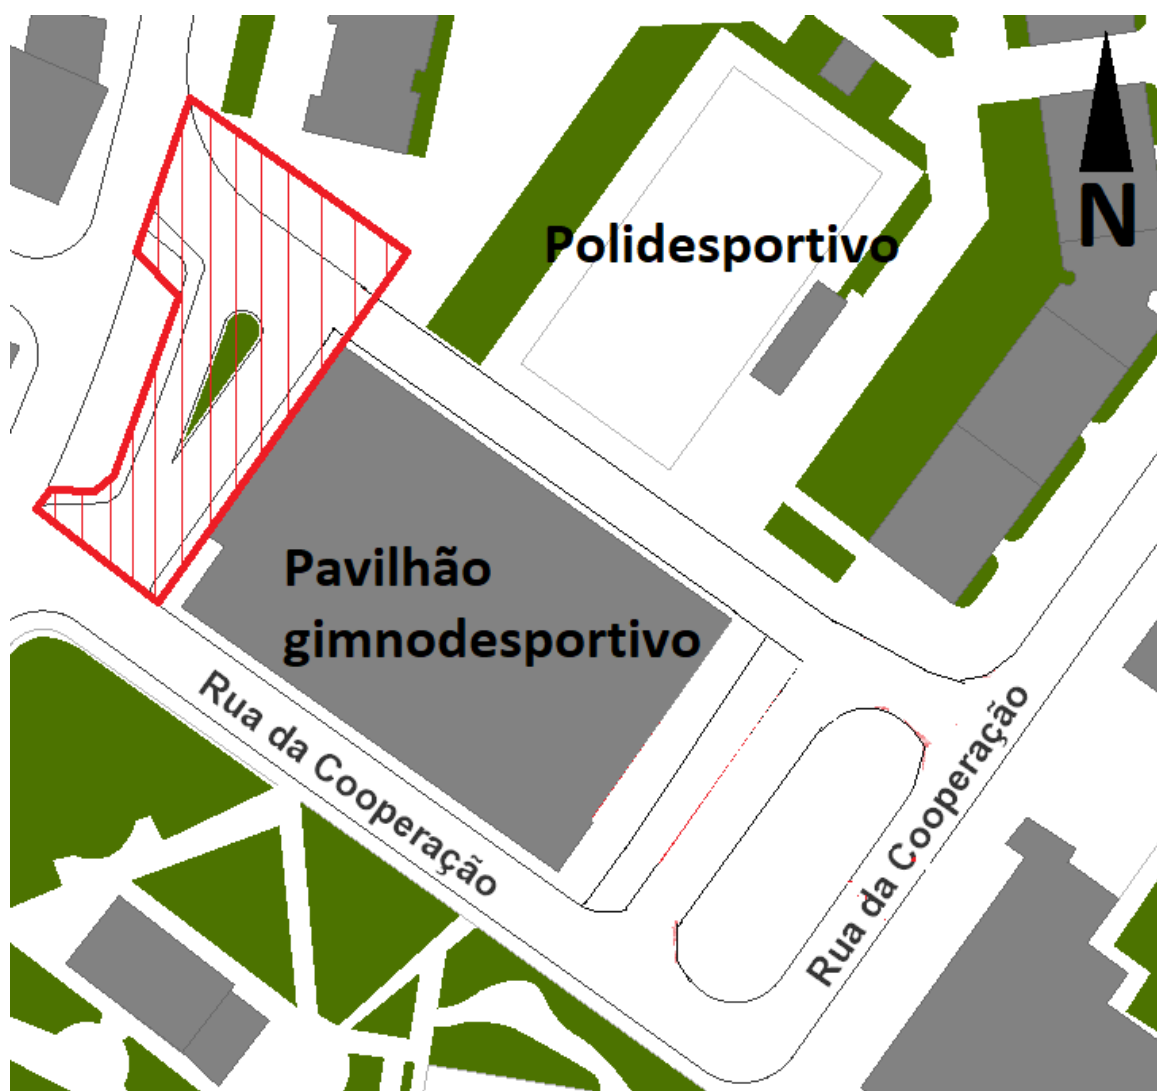 N
Polidesportivo
Pavilhão
gimnodesportivo
Rua da Cooperação
Rua da Cooperação